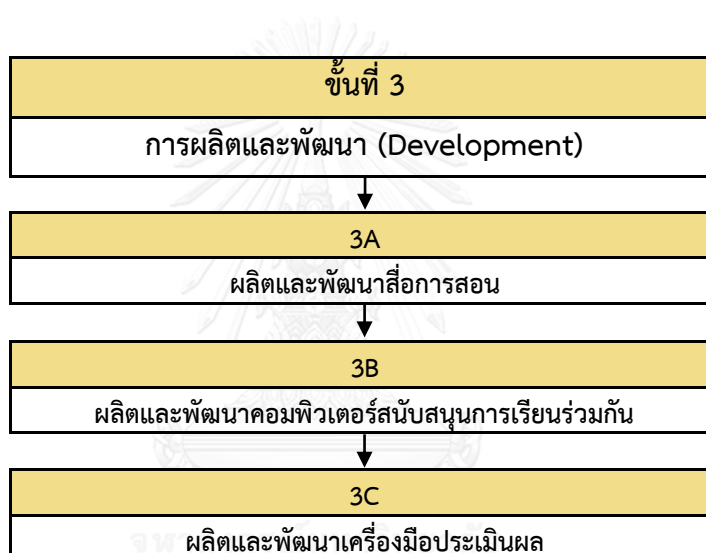 ขั้นที่ 3
การผลิตและพัฒนา (Development)
3A
ผลิตและพัฒนาสื่อการสอน
3B
ผลิตและพัฒนาคอมพิวเตอร์สนับสนุนการเรียนร่วมกัน
3C
ผลิตและพัฒนาเครื่องมือประเมินผล